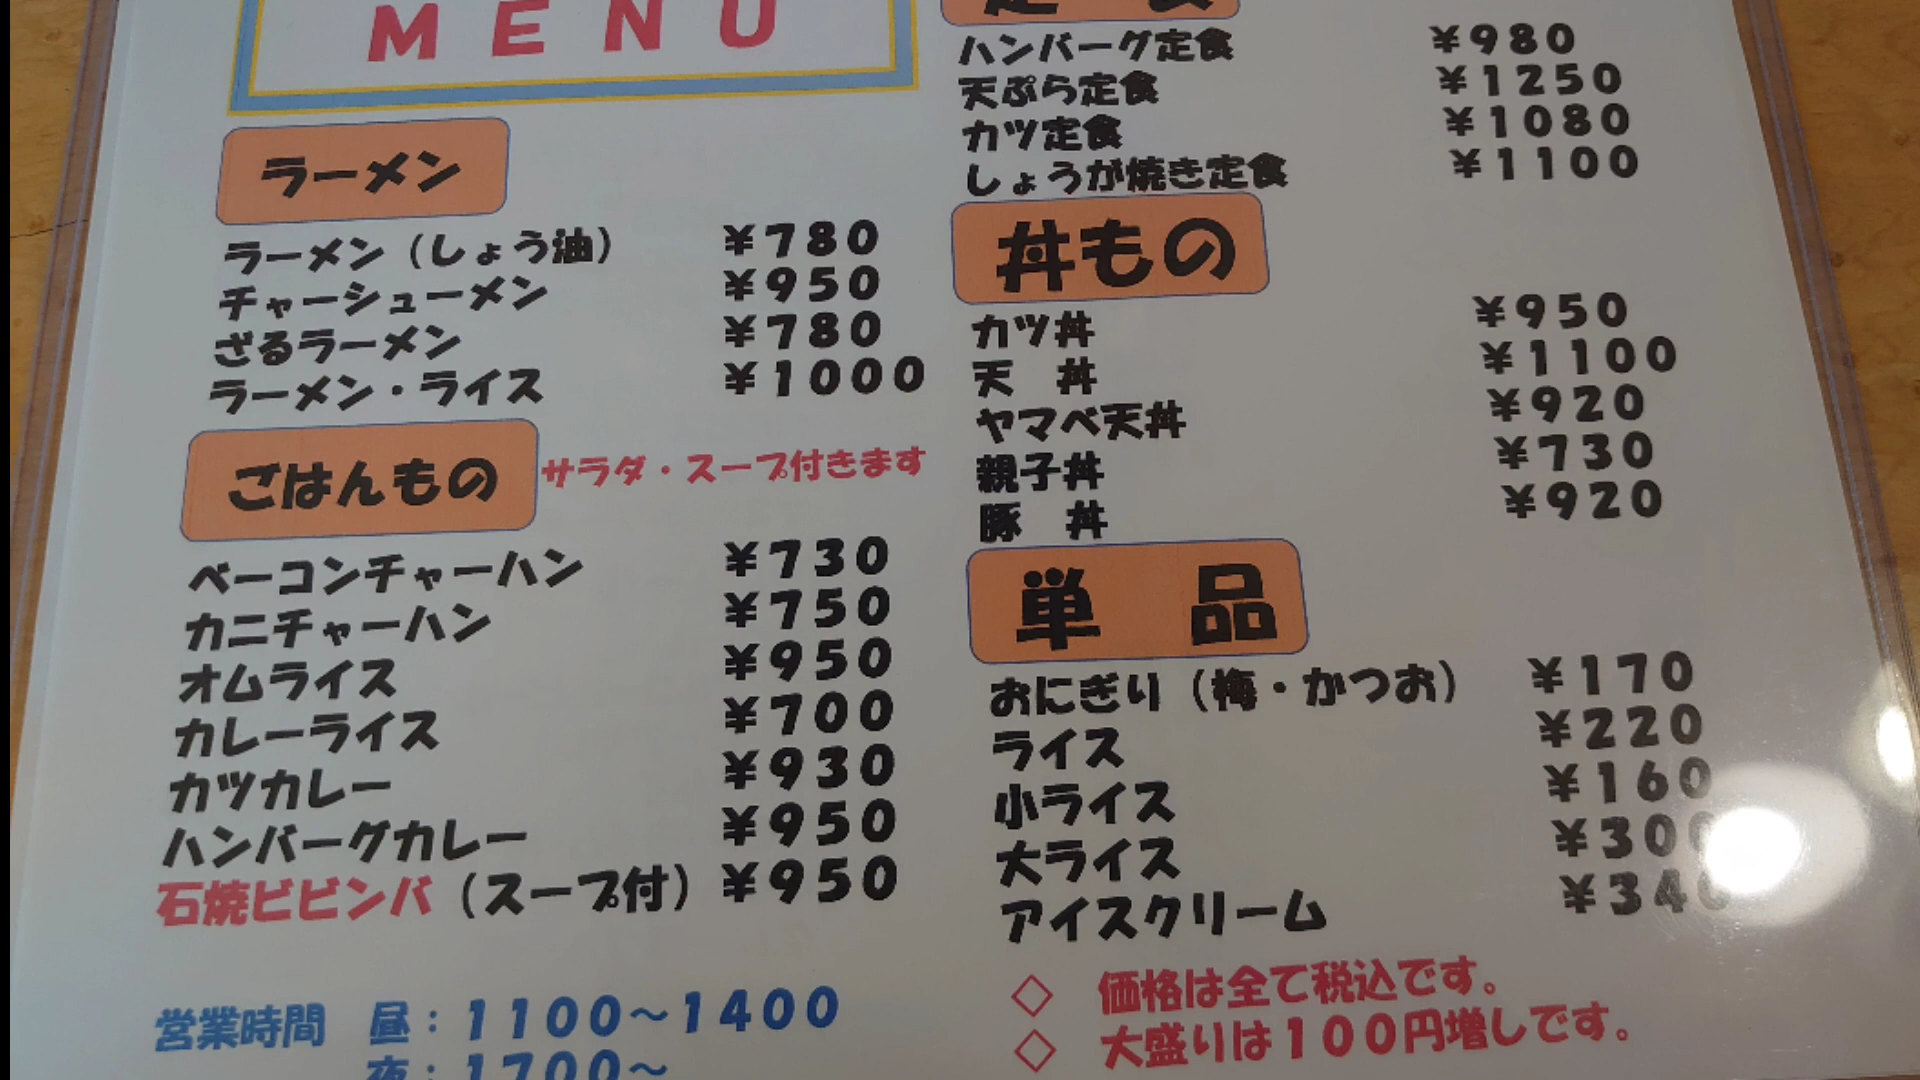 MENU
ラーメン
ラーメン（しょう油） ￥780
チャーシューメン ￥950
ざるラーメン ￥780
ラーメン・ライス ￥1000
ごはんもの サラダ・スープ付きます
ベーコンチャーハン ￥730
カニチャーハン ￥750
オムライス ￥950
カレーライス ￥700
カツカレー ￥930
ハンバーグカレー ￥950
石焼ビビンバ（スープ付） ￥950
営業時間 昼：1100～1400
夜：1700～
定 食
ハンバーグ定食 ￥980
天ぷら定食 ￥1250
カツ定食 ￥1080
しょうが焼き定食 ￥1100
丼もの
カツ丼 ￥950
天 丼 ￥1100
ヤマベ天丼 ￥920
親子丼 ￥730
豚 丼 ￥920
単 品
おにぎり（梅・かつお） ￥170
ライス ￥220
小ライス ￥160
大ライス ￥300
アイスクリーム ￥340
◇ 価格は全て税込です。
◇ 大盛りは100円増しです。